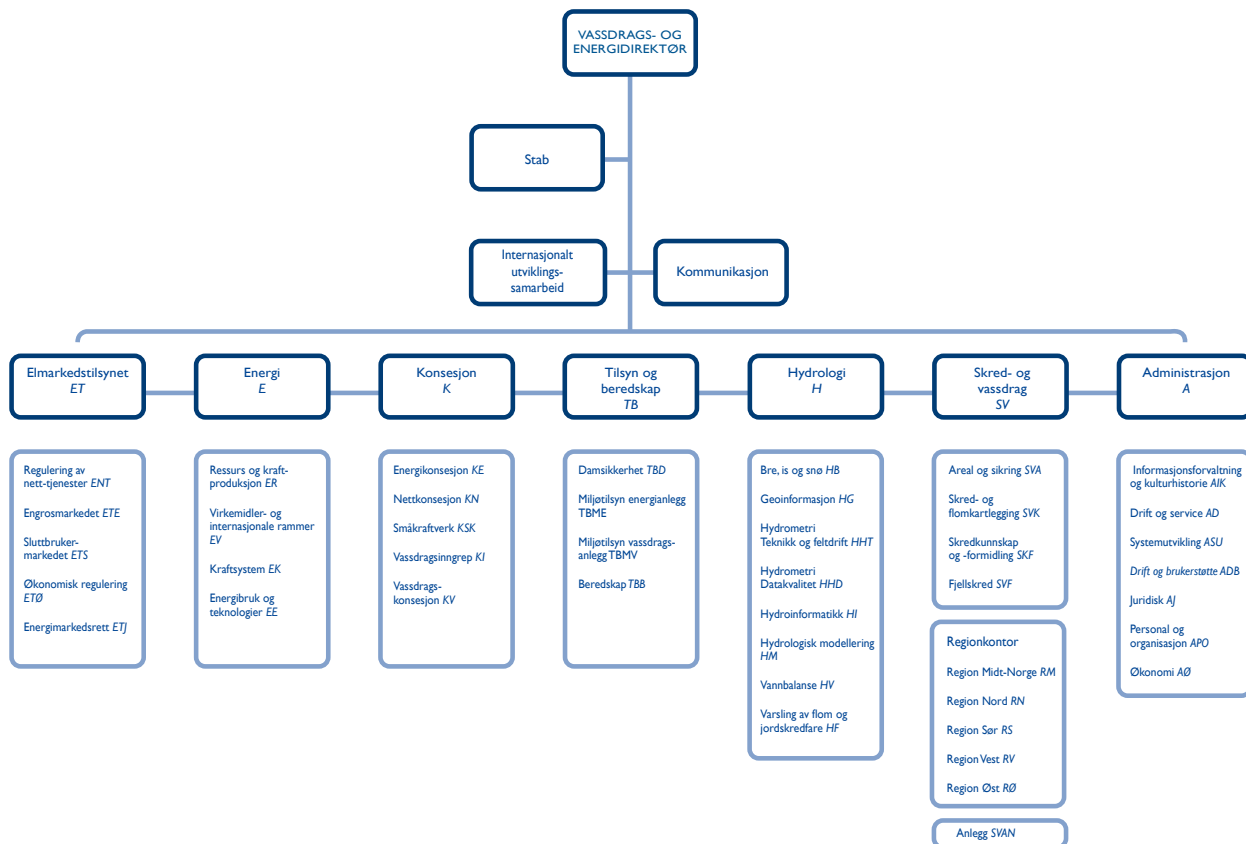 VASSDRAGS- OG
ENERGIDIREKTØR
Stab
Internasjonalt
utviklings-
samarbeid
Kommunikasjon
Elmarkedstilsynet
ET
Energi
E
Konsesjon
K
Tilsyn og
beredskap
TB
Hydrologi
H
Skred- og
vassdrag
SV
Administrasjon
A
Regulering av
nett-tjenester ENT
Engrosmarkedet ETE
Sluttbruker-
markedet ETS
Økonomisk regulering
ETØ
Energimarkedsrett ETJ
Ressurs og kraft-
produksjon ER
Virkemidler- og
internasjonale rammer
EV
Kraftsystem EK
Energibruk og
teknologier EE
Energikonsesjon KE
Nettkonsesjon KN
Småkraftverk KSK
Vassdragsinngrep KI
Vassdrags-
konsesjon KV
Damsikkerhet TBD
Miljøtilsyn energianlegg
TBME
Miljøtilsyn vassdrags-
anlegg TBMV
Beredskap TBB
Bre, is og snø HB
Geoinformasjon HG
Hydrometri
Teknikk og feltdrift HHT
Hydrometri
Datakvalitet HHD
Hydroinformatikk HI
Hydrologisk modellering
HM
Vannbalanse HV
Varsling av flom og
jordskredfare HF
Areal og sikring SVA
Skred- og
flomkartlegging SVK
Skredkunnskap
og -formidling SKF
Fjellskred SVF
Regionkontor
Region Midt-Norge RM
Region Nord RN
Region Sør RS
Region Vest RV
Region Øst RØ
Anlegg SVAN
Informasjonsforvaltning
og kulturhistorie AIK
Drift og service AD
Systemutvikling ASU
Drift og brukerstøtte ADB
Juridisk AJ
Personal og
organisasjon APO
Økonomi AØ